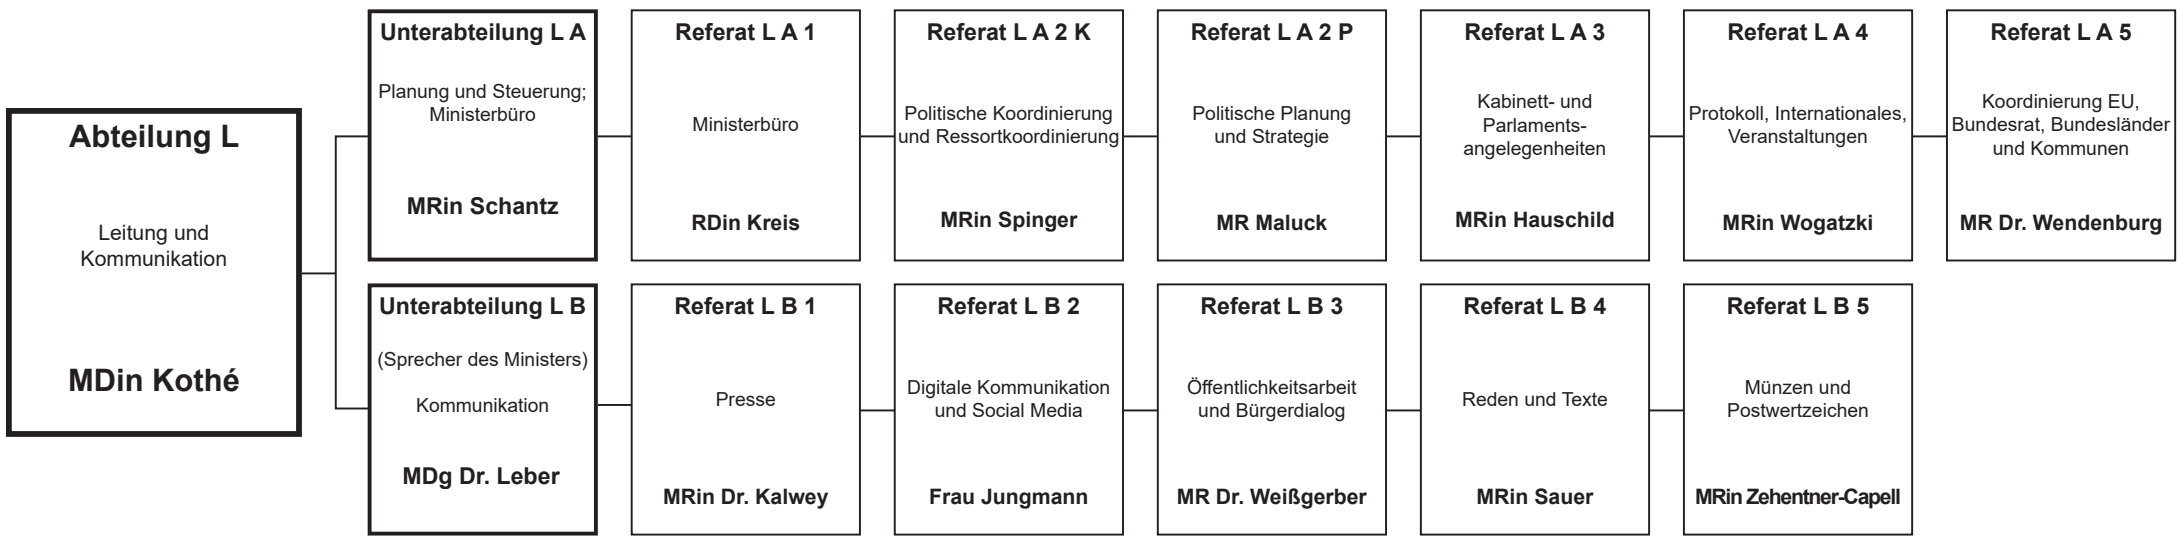 Abteilung L
Leitung und
Kommunikation
MDin Kothé
Unterabteilung L A
Planung und Steuerung;
Ministerbüro
MRin Schantz
Referat L A 1
Ministerbüro
RDin Kreis
Referat L A 2 K
Politische Koordinierung
und Ressortkoordinierung
MRin Spinger
Referat L A 2 P
Politische Planung
und Strategie
MR Maluck
Referat L A 3
Kabinett- und
Parlaments-
angelegenheiten
MRin Hauschild
Referat L A 4
Protokoll, Internationales,
Veranstaltungen
MRin Wogatzki
Referat L A 5
Koordinierung EU,
Bundesrat, Bundesländer
und Kommunen
MR Dr. Wendenburg
Unterabteilung L B
(Sprecher des Ministers)
Kommunikation
MDg Dr. Leber
Referat L B 1
Presse
MRin Dr. Kalwey
Referat L B 2
Digitale Kommunikation
und Social Media
Frau Jungmann
Referat L B 3
Öffentlichkeitsarbeit
und Bürgerdialog
MR Dr. Weißgerber
Referat L B 4
Reden und Texte
MRin Sauer
Referat L B 5
Münzen und
Postwertzeichen
MRin Zehentner-Capell